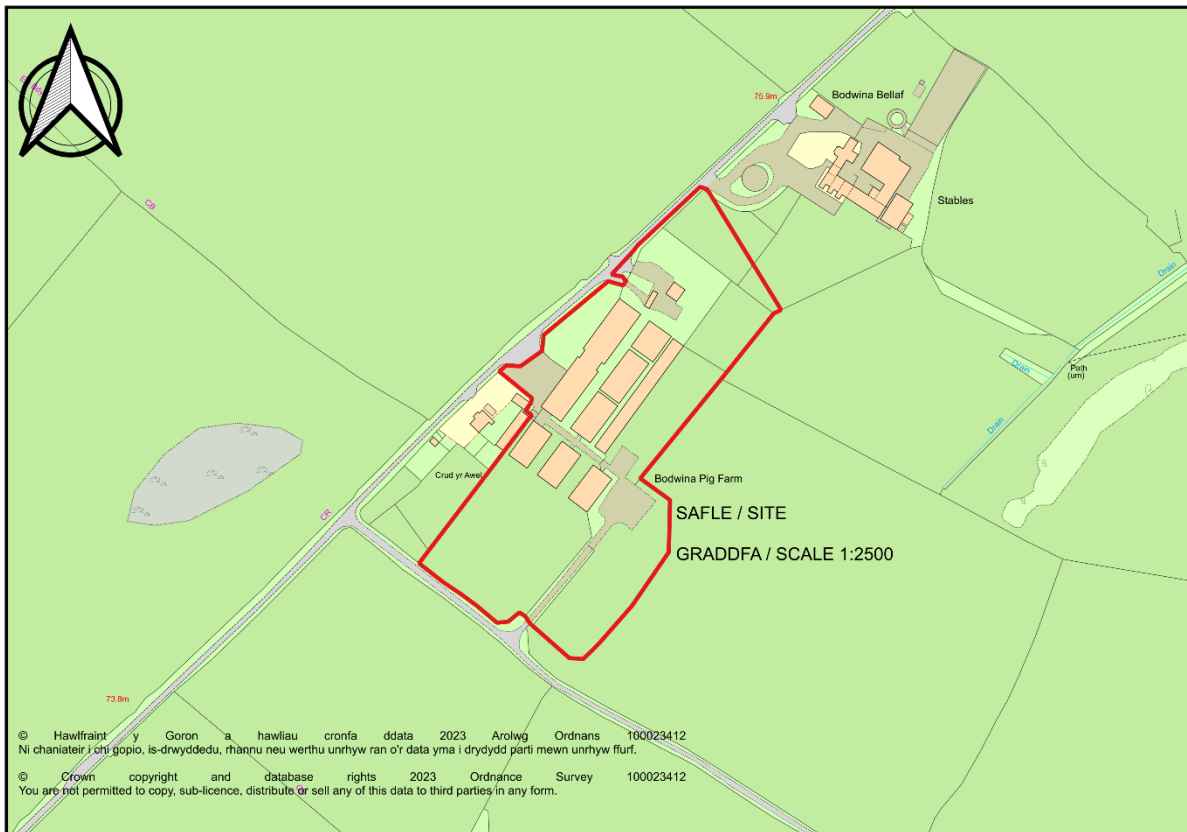 Bodwina Bellaf
75.9m
CB
Stables
Drain
Drain
Path
(um)
Drain
Crud yr Awel
Bodwina Pig Farm
CR
SAFLE / SITE
GRADDFA / SCALE 1:2500
73.8m
© Hawlfraint y Goron a hawliau cronfa ddata 2023 Arolwg Ordnans 100023412
Ni chaniateir i chi gopio, is-drwyddedu, rhannu neu werthu unrhyw ran o'r data yma i drydydd parti mewn unrhyw ffurf.
© Crown copyright and database rights 2023 Ordnance Survey 100023412
You are not permitted to copy, sub-licence, distribute or sell any of this data to third parties in any form.